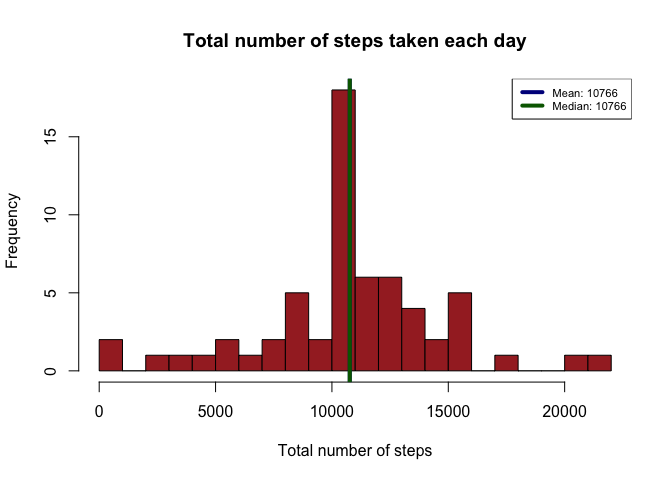 Total number of steps taken each day
Mean: 10766
Median: 10766
Frequency
15
10
5
0
0 5000 10000 15000 20000
Total number of steps